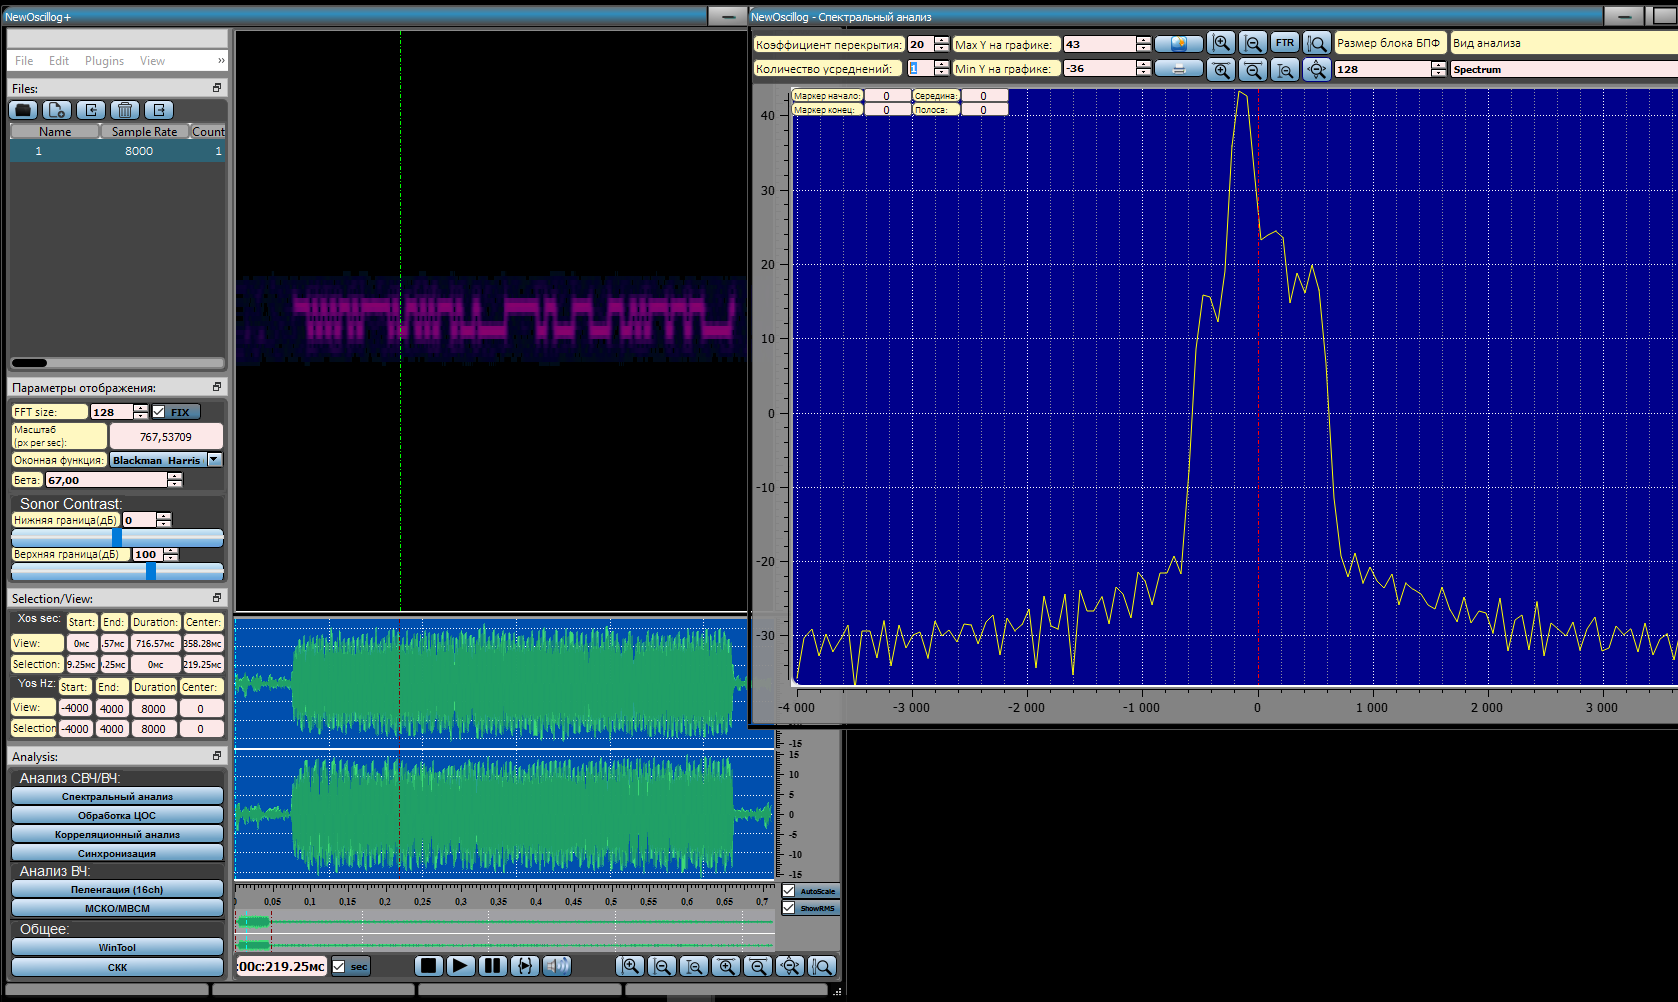 NewOscillog+
NewOscillog - Спектральный анализ
File Edit Plugins View »
Files:
Name Sample Rate Count
1 8000 1
Параметры отображения:
FFT size: 128 FIX
Масштаб (px per sec): 767,53709
Оконная функция: Blackman Harris
Бета: 67,00
Sonor Contrast:
Нижняя граница(дБ) 0
Верхняя граница(дБ) 100
Selection/View:
Xos sec: Start: End: Duration: Center:
View: 0мс .57мс 716.57мс 358.28мс
Selection: 9.25мс .25мс 0мс 219.25мс
Yos Hz: Start: End: Duration Center:
View: -4000 4000 8000 0
Selection -4000 4000 8000 0
Analysis:
Анализ СВЧ/ВЧ:
Спектральный анализ
Обработка ЦОС
Корреляционный анализ
Синхронизация
Анализ ВЧ:
Пеленгация (16ch)
МСКО/МВСМ
Общее:
WinTool
СКК
-15
15
10
5
0
-5
-10
-15
0,05 0,1 0,15 0,2 0,25 0,3 0,35 0,4 0,45 0,5 0,55 0,6 0,65 0,7
AutoScale
ShowRMS
:00с:219.25мс sec
Коэффициент перекрытия: 20 Max Y на графике: 43 FTR Размер блока БПФ Вид анализа
Количество усреднений: 1 Min Y на графике: -36 128 Spectrum
Маркер начало: 0 Середина: 0
Маркер конец: 0 Полоса: 0
40
30
20
10
0
-10
-20
-30
-4 000 -3 000 -2 000 -1 000 0 1 000 2 000 3 000